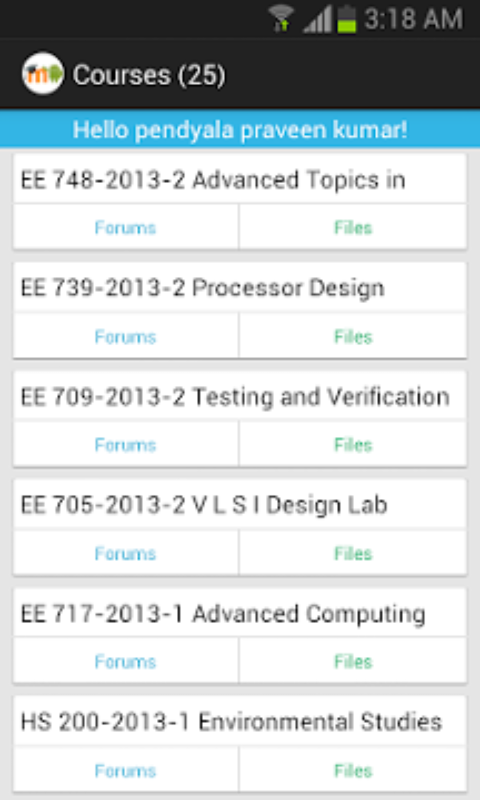 3:18 AM
Courses (25)
Hello pendyala praveen kumar!
EE 748-2013-2 Advanced Topics in
Forums Files
EE 739-2013-2 Processor Design
Forums Files
EE 709-2013-2 Testing and Verification
Forums Files
EE 705-2013-2 V L S I Design Lab
Forums Files
EE 717-2013-1 Advanced Computing
Forums Files
HS 200-2013-1 Environmental Studies
Forums Files